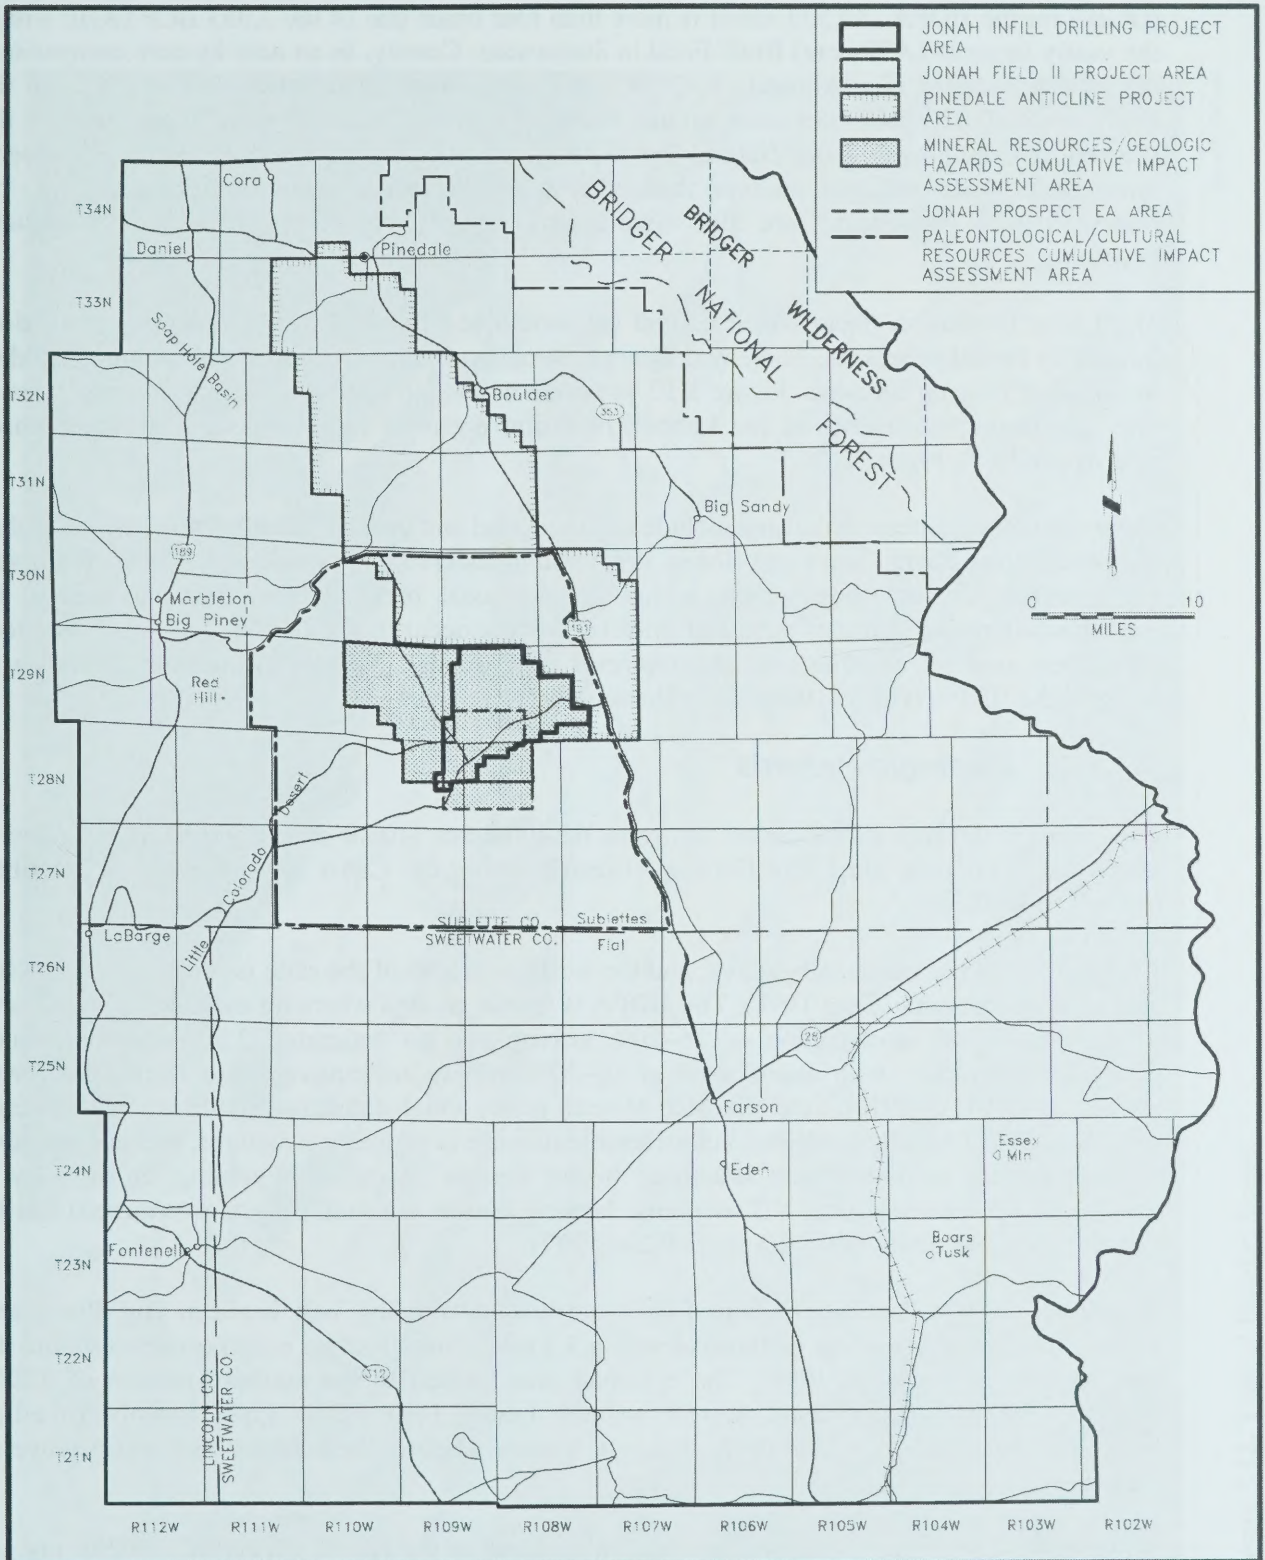 JONAH INFILL DRILLING PROJECT
AREA
JONAH FIELD II PROJECT AREA
PINEDALE ANTICLINE PROJECT
AREA
MINERAL RESOURCES/GEOLOGIC
HAZARDS CUMULATIVE IMPACT
ASSESSMENT AREA
JONAH PROSPECT EA AREA
PALEONTOLOGICAL/CULTURAL
RESOURCES CUMULATIVE IMPACT
ASSESSMENT AREA
Cora
T34N
BRIDGER
BRIDGER
Daniel
Pinedale
T33N
NATIONAL
WILDERNESS
Soap Hole Basin
T32N
Boulder
353
FOREST
T31N
Big Sandy
189
T30N
0 10
MILES
Marbleton
Big Piney
191
T29N
Red
Hill
T28N
Desert
T27N
Colorado
SUBLETTE CO.
Sublettes
LaBarge
SWEETWATER CO.
Flat
Little
T26N
28
T25N
Farson
Essex
Mtn.
T24N
Eden
Boars
Tusk
Fontenelle
T23N
T22N
LINCOLN CO.
SWEETWATER CO.
T21N
R112W R111W R110W R109W R108W R107W R106W R105W R104W R103W R102W